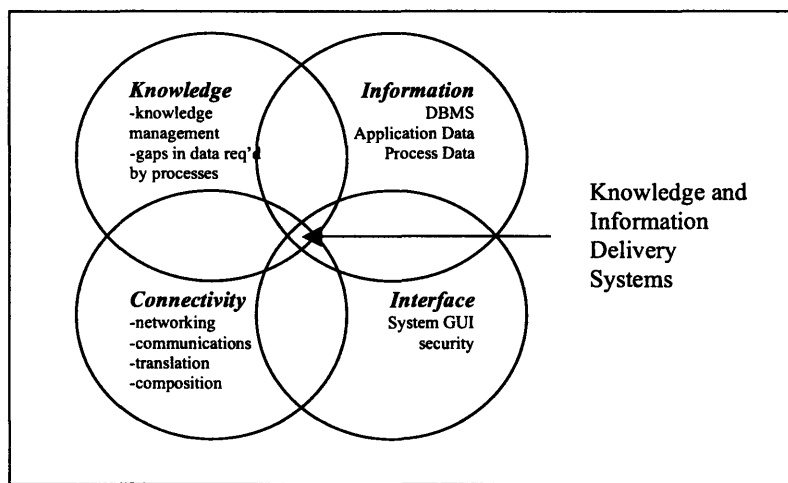 Knowledge
-knowledge
management
-gaps in data req'd
by processes
Information
DBMS
Application Data
Process Data
Knowledge and
Information
Delivery
Systems
Connectivity
-networking
-communications
-translation
-composition
Interface
System GUI
security